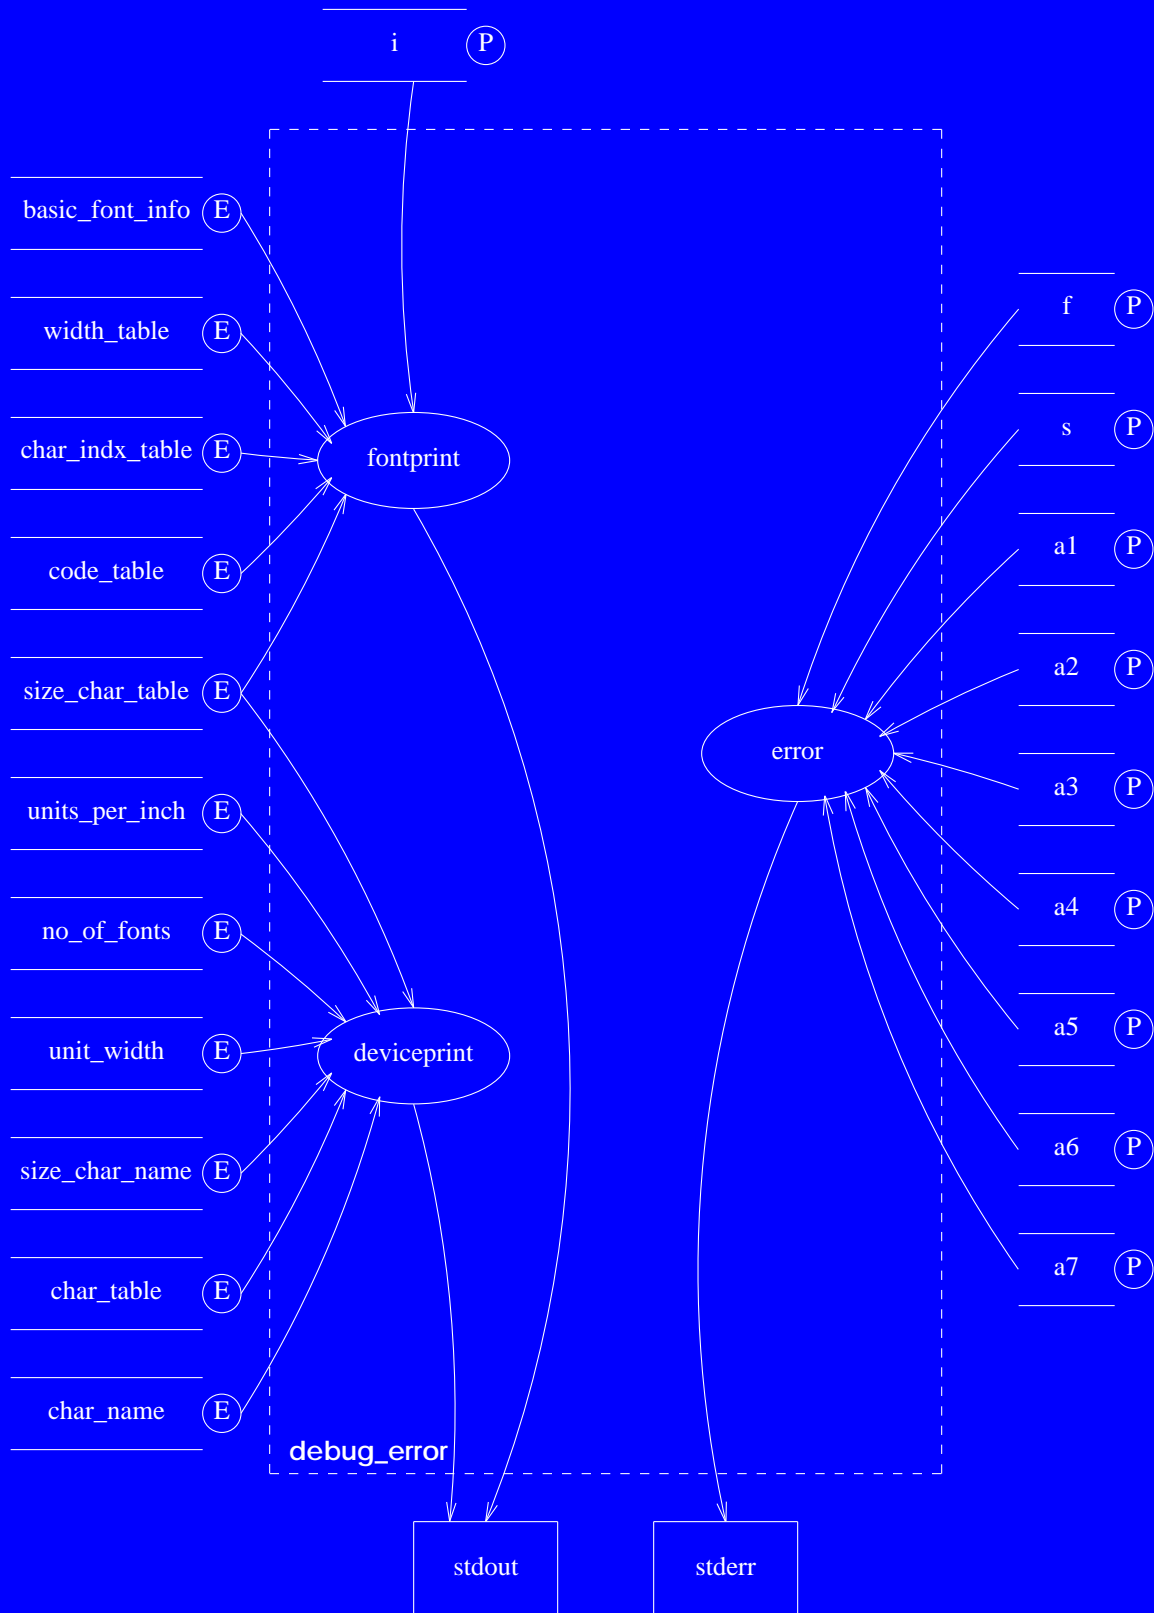 i P
basic_font_info E
f P
width_table E
s P
char_indx_table E
fontprint
a1 P
code_table E
a2 P
size_char_table E
error
a3 P
units_per_inch E
a4 P
no_of_fonts E
a5 P
unit_width E
deviceprint
a6 P
size_char_name E
a7 P
char_table E
char_name E
debug_error
stdout
stderr